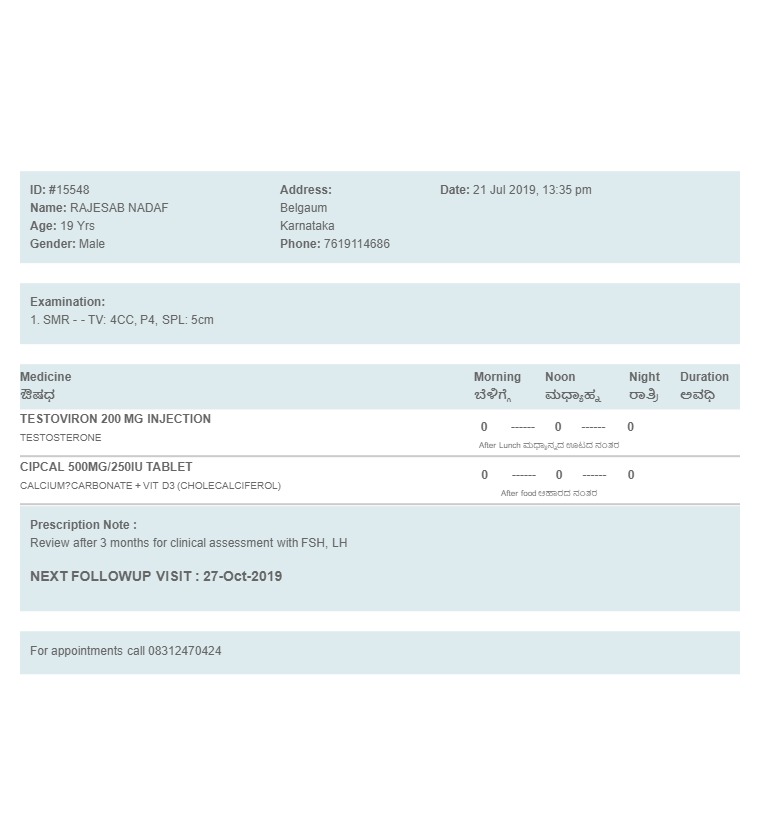 ID: #15548
Name: RAJESAB NADAF
Age: 19 Yrs
Gender: Male
Address:
Belgaum
Karnataka
Phone: 7619114686
Date: 21 Jul 2019, 13:35 pm
Examination:
1. SMR - - TV: 4CC, P4, SPL: 5cm
Medicine Morning Noon Night Duration
ಔಷಧ ಬೆಳಿಗ್ಗೆ ಮಧ್ಯಾಹ್ನ ರಾತ್ರಿ ಅವಧಿ
TESTOVIRON 200 MG INJECTION
TESTOSTERONE
0 ------ 0 ------ 0
After Lunch ಮಧ್ಯಾಹ್ನದ ಊಟದ ನಂತರ
CIPCAL 500MG/250IU TABLET
CALCIUM?CARBONATE + VIT D3 (CHOLECALCIFEROL)
0 ------ 0 ------ 0
After food ಆಹಾರದ ನಂತರ
Prescription Note :
Review after 3 months for clinical assessment with FSH, LH
NEXT FOLLOWUP VISIT : 27-Oct-2019
For appointments call 08312470424